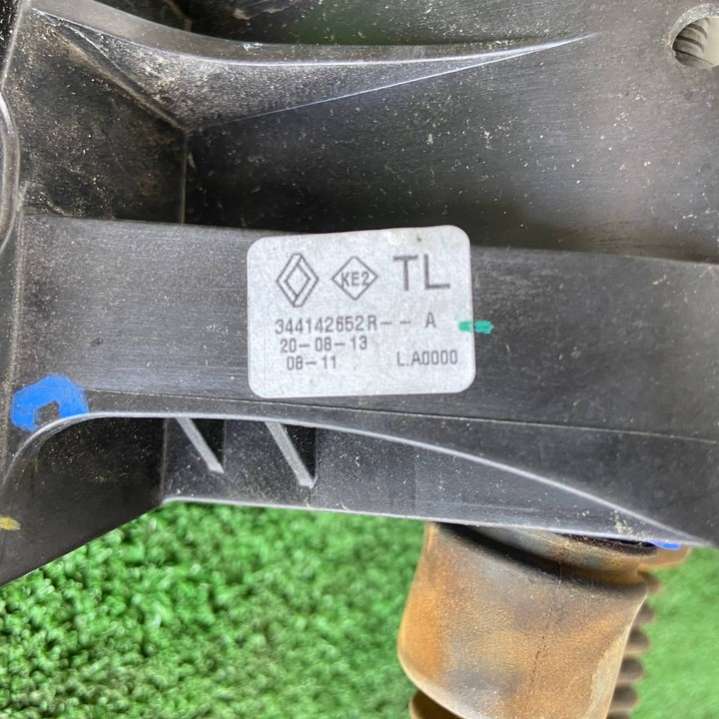 KE2 TL
344142652R-- A
20-08-13
08-11 L.A0000